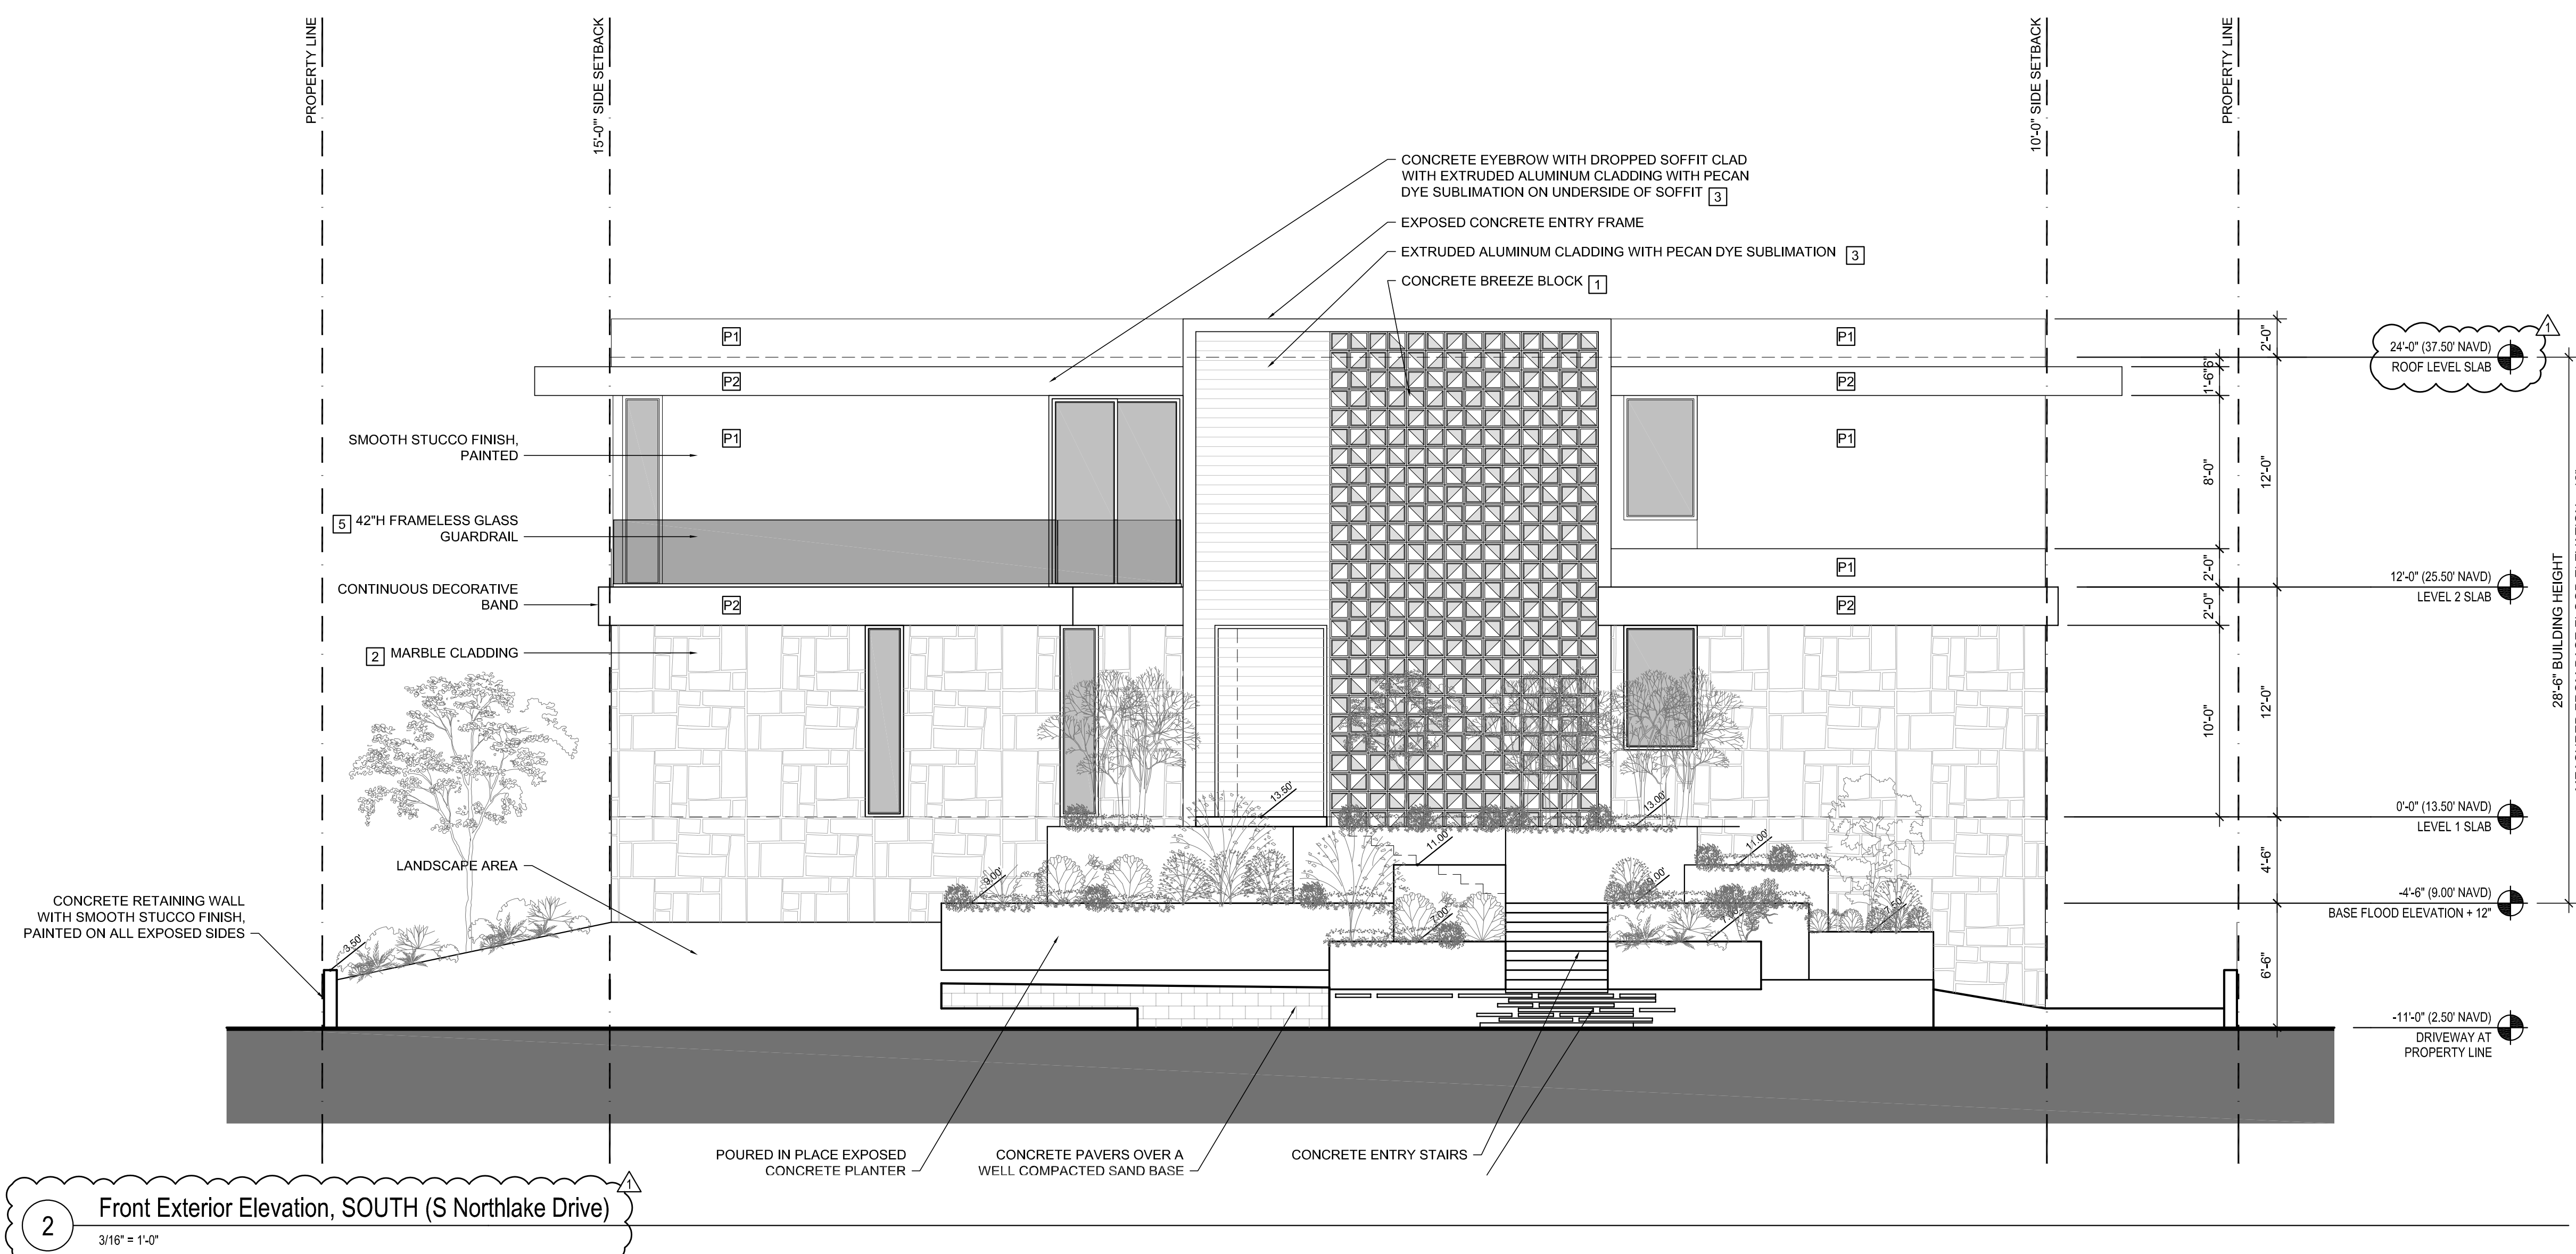 PROPERTY LINE
15'-0"' SIDE SETBACK
10'-0" SIDE SETBACK
PROPERTY LINE
CONCRETE EYEBROW WITH DROPPED SOFFIT CLAD
WITH EXTRUDED ALUMINUM CLADDING WITH PECAN
DYE SUBLIMATION ON UNDERSIDE OF SOFFIT 3
EXPOSED CONCRETE ENTRY FRAME
EXTRUDED ALUMINUM CLADDING WITH PECAN DYE SUBLIMATION 3
CONCRETE BREEZE BLOCK 1
P1
P2
P1
P2
P1
P2
P1
P1
P2
SMOOTH STUCCO FINISH,
PAINTED
5 42"H FRAMELESS GLASS
GUARDRAIL
CONTINUOUS DECORATIVE
BAND
2 MARBLE CLADDING
LANDSCAPE AREA
CONCRETE RETAINING WALL
WITH SMOOTH STUCCO FINISH,
PAINTED ON ALL EXPOSED SIDES
3.50'
9.00'
13.50'
11.00'
7.00'
13.00'
9.00'
11.00'
7.50'
2'-0"
6"
1'-6"
8'-0"
12'-0"
2'-0"
2'-0"
10'-0"
12'-0"
4'-6"
6'-6"
1
24'-0" (37.50' NAVD)
ROOF LEVEL SLAB
12'-0" (25.50' NAVD)
LEVEL 2 SLAB
28'-6" BUILDING HEIGHT
0'-0" (13.50' NAVD)
LEVEL 1 SLAB
-4'-6" (9.00' NAVD)
BASE FLOOD ELEVATION + 12"
-11'-0" (2.50' NAVD)
DRIVEWAY AT
PROPERTY LINE
POURED IN PLACE EXPOSED
CONCRETE PLANTER
CONCRETE PAVERS OVER A
WELL COMPACTED SAND BASE
CONCRETE ENTRY STAIRS
1
2
Front Exterior Elevation, SOUTH (S Northlake Drive)
3/16" = 1'-0"